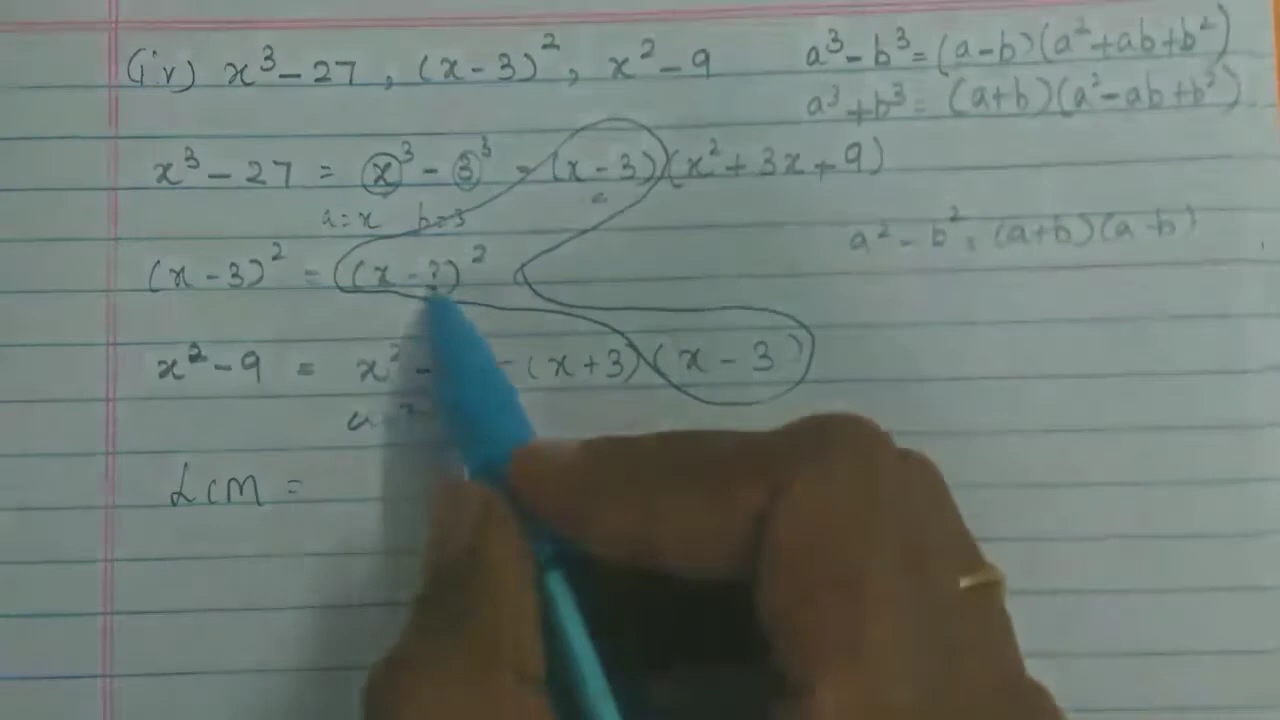 (iv) x³ - 27 , (x - 3)², x² - 9
a³ - b³ = (a - b)(a² + ab + b²)
a³ + b³ = (a + b)(a² - ab + b²)
x³ - 27 = x³ - 3³ = (x - 3)(x² + 3x + 9)
a = x b = 3
a² - b² = (a + b)(a - b)
(x - 3)² = (x - 3)²
x² - 9 = x² - = (x + 3)(x - 3)
a
LCM =